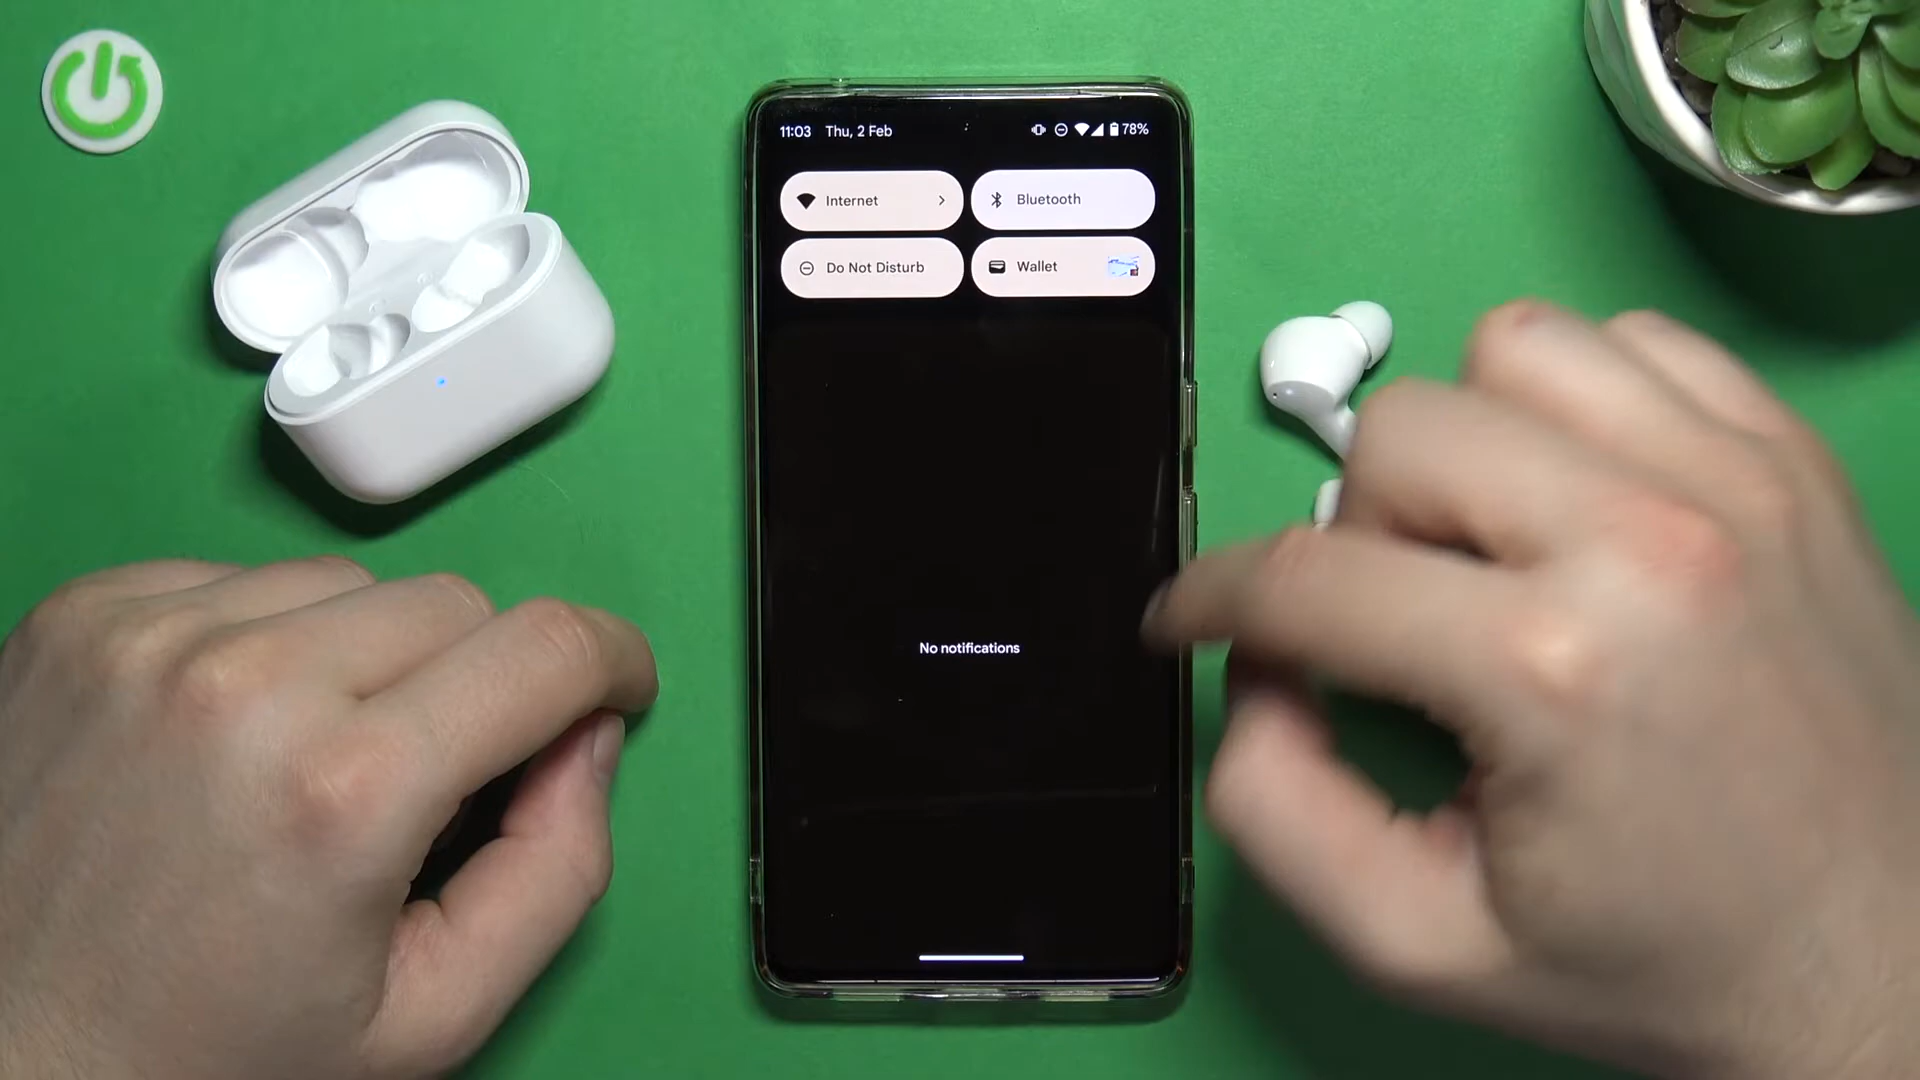 11:03 Thu, 2 Feb 78%
Internet Bluetooth
Do Not Disturb Wallet
No notifications